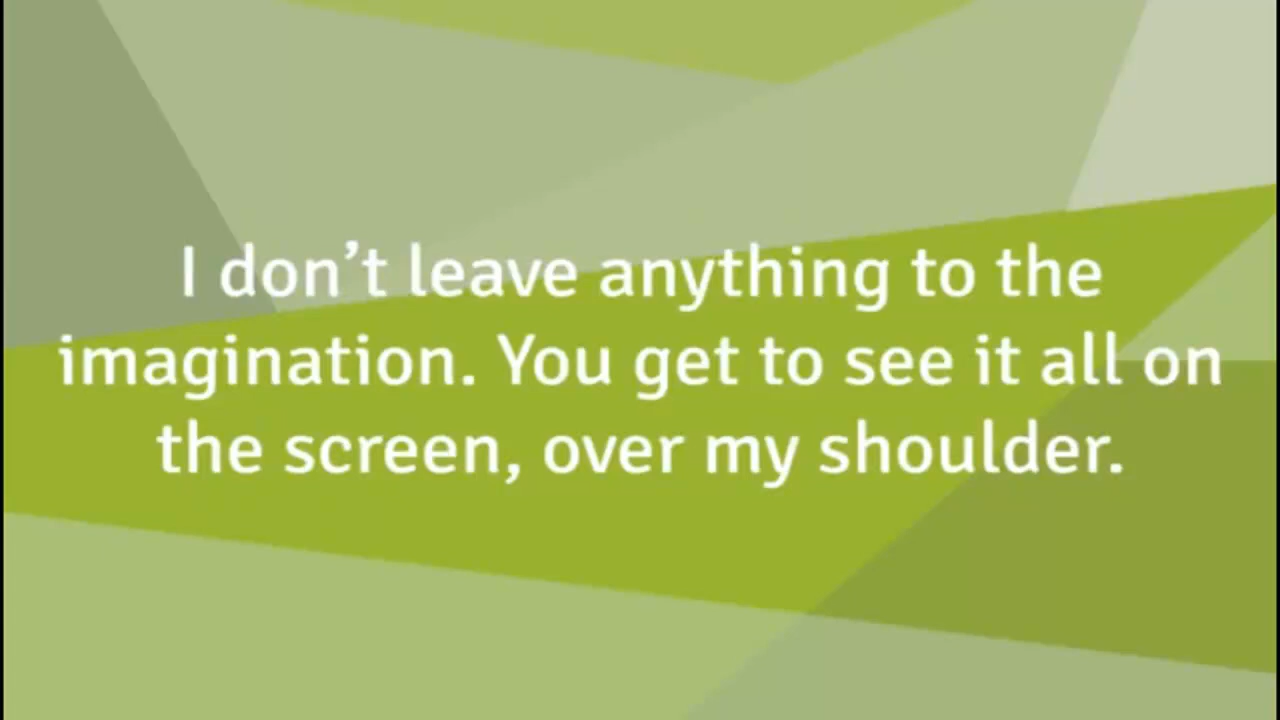 I don’t leave anything to the
imagination. You get to see it all on
the screen, over my shoulder.